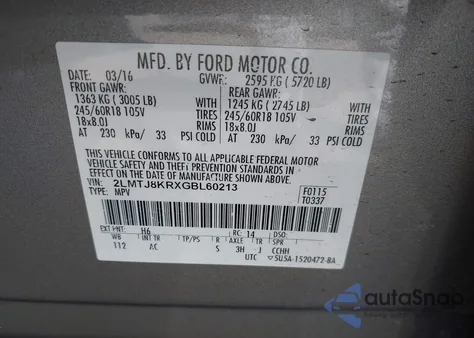 MFD. BY FORD MOTOR CO.
DATE: 03/16 GVWR: 2595 KG ( 5720 LB)
FRONT GAWR: REAR GAWR:
1363 KG ( 3005 LB) WITH 1245 KG ( 2745 LB) WITH
245/60R18 105V TIRES 245/60R18 105V TIRES
18x8.0J RIMS 18x8.0J RIMS
AT 230 kPa/ 33 PSI COLD AT 230 kPa/ 33 PSI COLD
THIS VEHICLE CONFORMS TO ALL APPLICABLE FEDERAL MOTOR
VEHICLE SAFETY AND THEFT PREVENTION STANDARDS IN
EFFECT ON THE DATE OF MANUFACTURE SHOWN ABOVE.
VIN: 2LMTJ8KRXGBL60213 F0115
TYPE: MPV T0337
EXT PNT: H6 RC: 14 DSO:
WB INT TR TP/PS R AXLE TR SPR
112 AC S 3H J CCHH
UTC 5U5A-1520472-BA
autoSnap